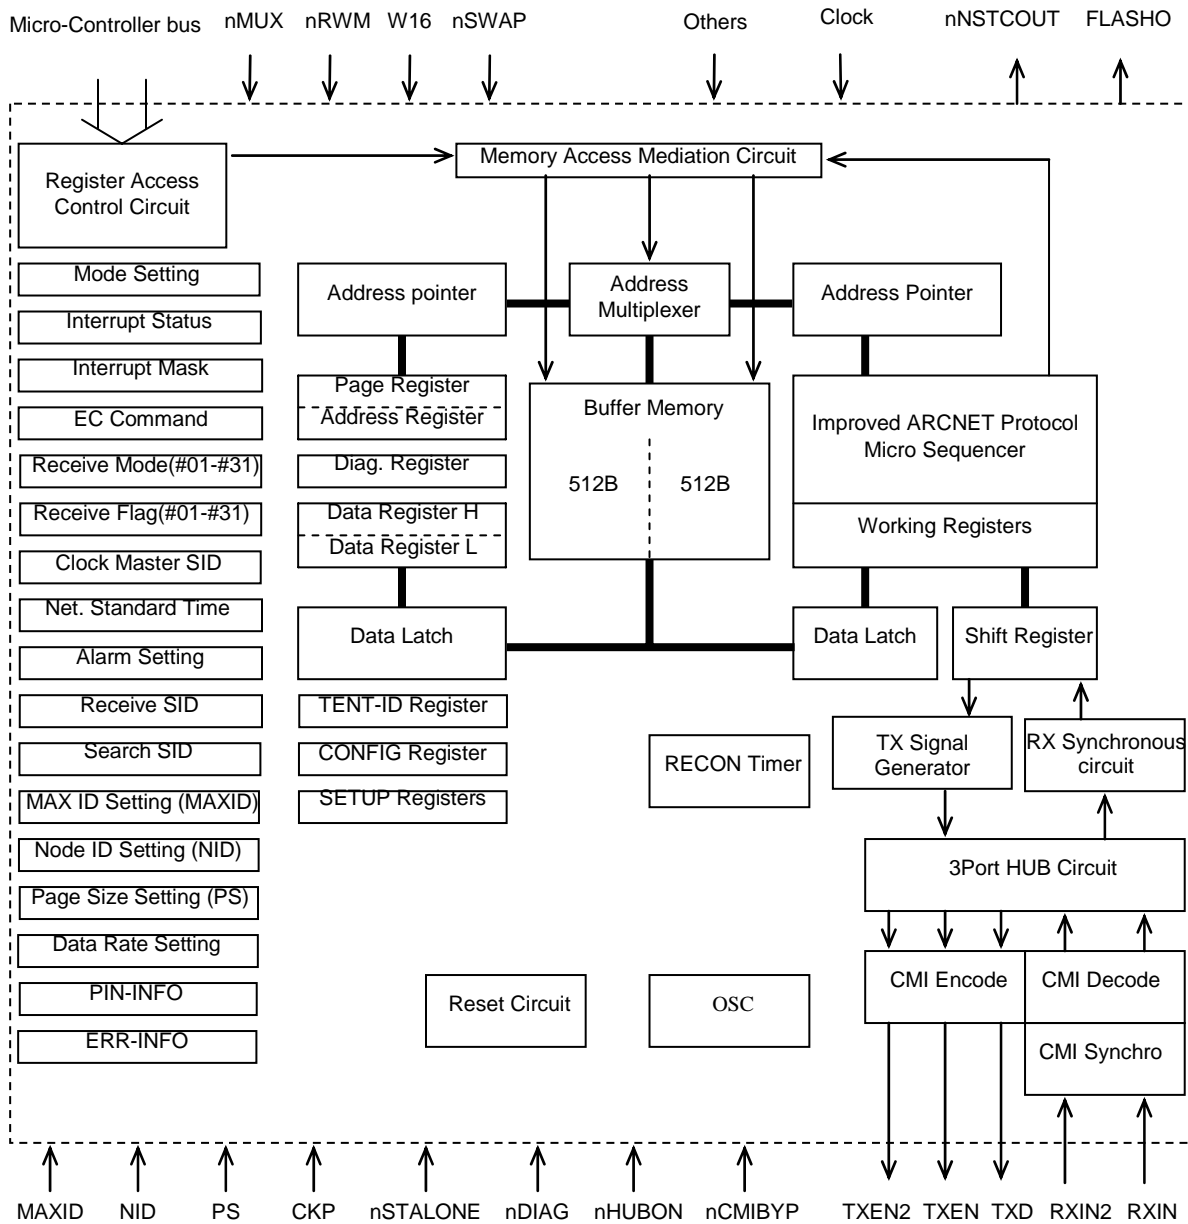 Micro-Controller bus
nMUX
nRWM
W16
nSWAP
Others
Clock
nNSTCOUT
FLASHO
Register Access
Control Circuit
Memory Access Mediation Circuit
Mode Setting
Interrupt Status
Interrupt Mask
EC Command
Receive Mode(#01-#31)
Receive Flag(#01-#31)
Clock Master SID
Net. Standard Time
Alarm Setting
Receive SID
Search SID
MAX ID Setting (MAXID)
Node ID Setting (NID)
Page Size Setting (PS)
Data Rate Setting
PIN-INFO
ERR-INFO
Address pointer
Page Register
Address Register
Diag. Register
Data Register H
Data Register L
Data Latch
TENT-ID Register
CONFIG Register
SETUP Registers
Address
Multiplexer
Buffer Memory
512B
512B
Address Pointer
Improved ARCNET Protocol
Micro Sequencer
Working Registers
Data Latch
Shift Register
RECON Timer
TX Signal
Generator
RX Synchronous
circuit
3Port HUB Circuit
Reset Circuit
OSC
CMI Encode
CMI Decode
CMI Synchro
MAXID
NID
PS
CKP
nSTALONE
nDIAG
nHUBON
nCMIBYP
TXEN2
TXEN
TXD
RXIN2
RXIN